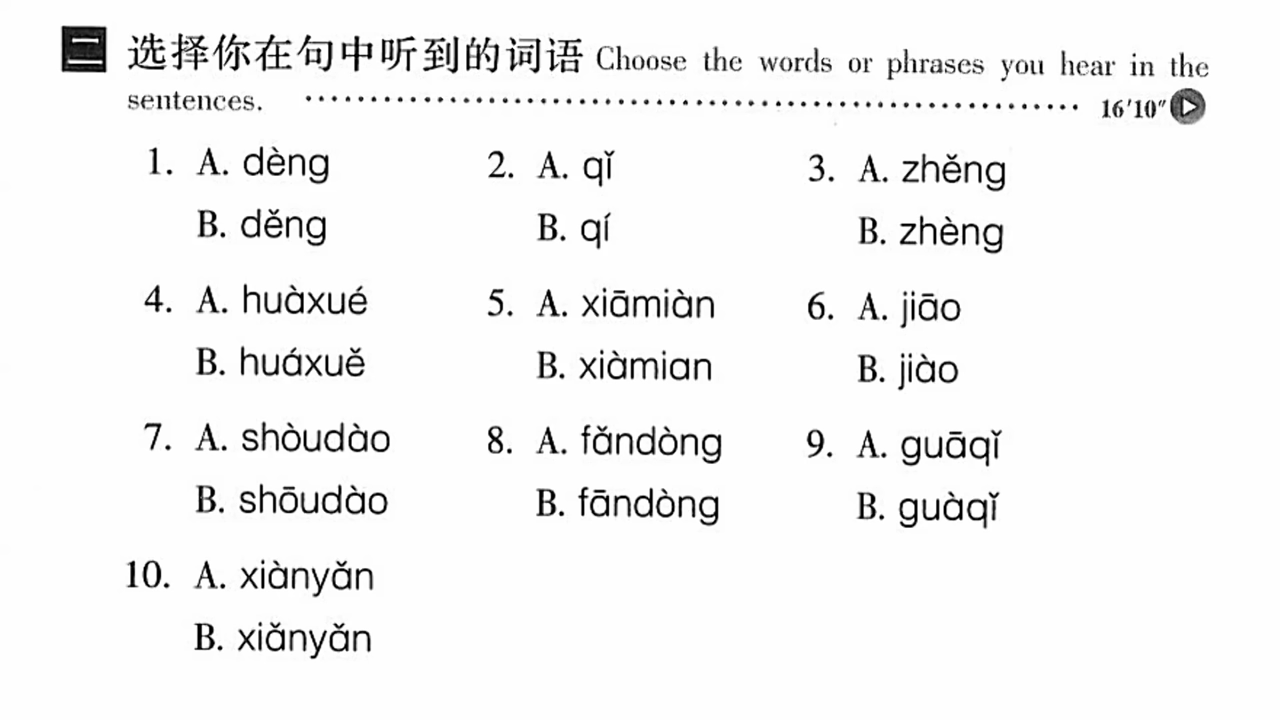 二 选择你在句中听到的词语 Choose the words or phrases you hear in the
sentences. ······························ 16′10″
1. A. dèng 2. A. qǐ 3. A. zhěng
B. děng B. qí B. zhèng
4. A. huàxué 5. A. xiāmiàn 6. A. jiāo
B. huáxuě B. xiàmian B. jiào
7. A. shòudào 8. A. fǎndòng 9. A. guāqǐ
B. shōudào B. fāndòng B. guàqǐ
10. A. xiànyǎn
B. xiǎnyǎn